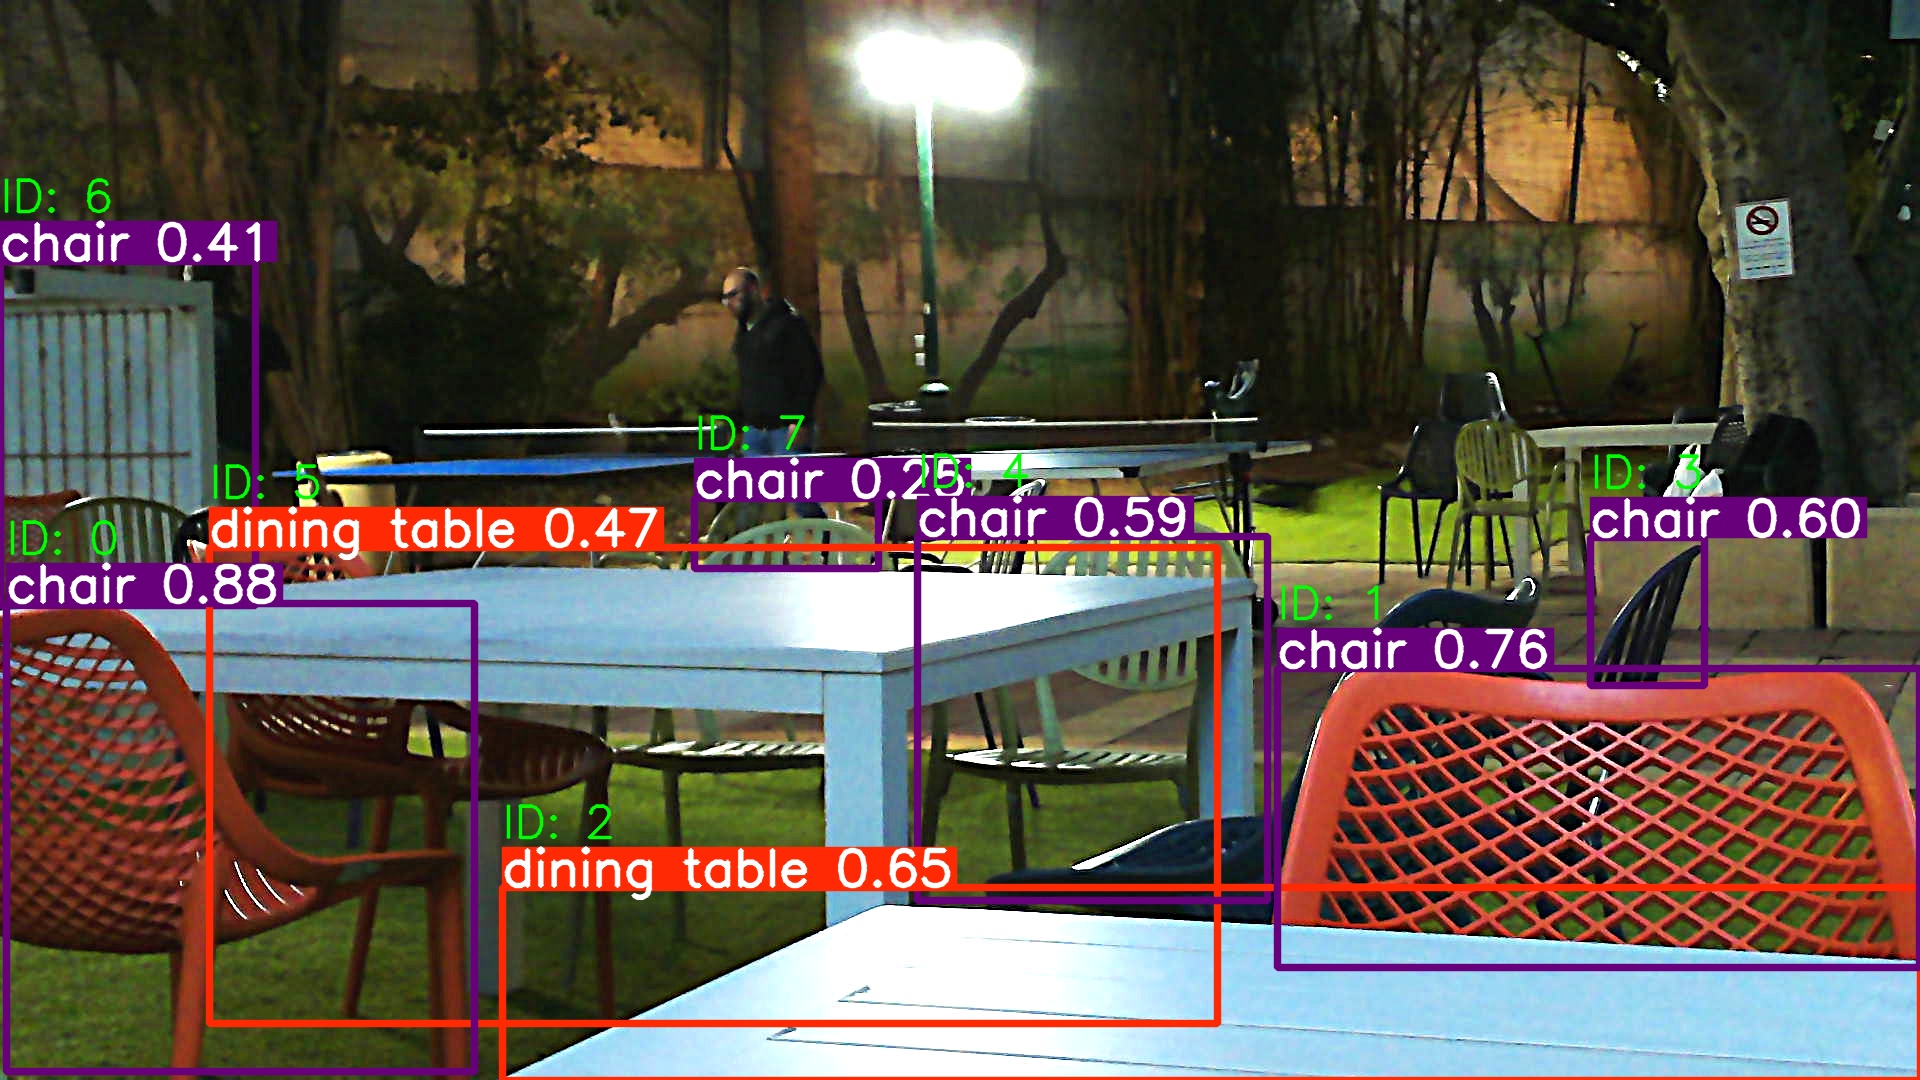 ID: 6
chair 0.41
ID: 7
chair 0.25
ID: 4
chair 0.59
ID: 5
dining table 0.47
ID: 3
chair 0.60
ID: 0
chair 0.88
ID: 1
chair 0.76
ID: 2
dining table 0.65